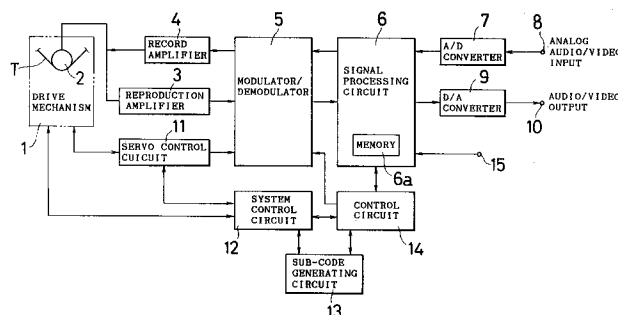 4
5
6
7
8
RECORD
AMPLIFIER
A/D
CONVERTER
ANALOG
AUDIO/VIDEO
INPUT
T
2
3
MODULATOR/
DEMODULATOR
SIGNAL
PROCESSING
CIRCUIT
9
DRIVE
MECHANISM
REPRODUCTION
AMPLIFIER
D/A
CONVERTER
AUDIO/VIDEO
OUTPUT
10
1
11
SERVO CONTROL
CUICUIT
MEMORY
6a
15
SYSTEM
CONTROL
CIRCUIT
12
CONTROL
CIRCUIT
14
SUB-CODE
GENERATING
CIRCUIT
13